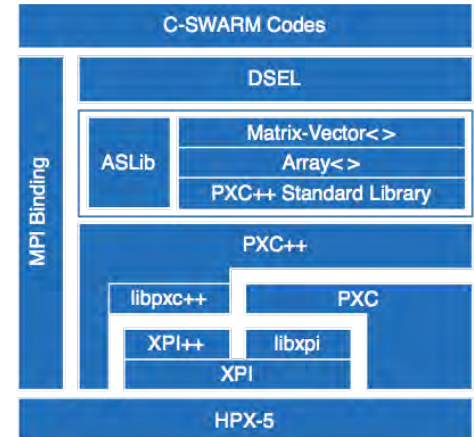 C-SWARM Codes
MPI Binding
DSEL
ASLib
Matrix-Vector< >
Array< >
PXC++ Standard Library
PXC++
libpxc++
PXC
XPI++
libxpi
XPI
HPX-5